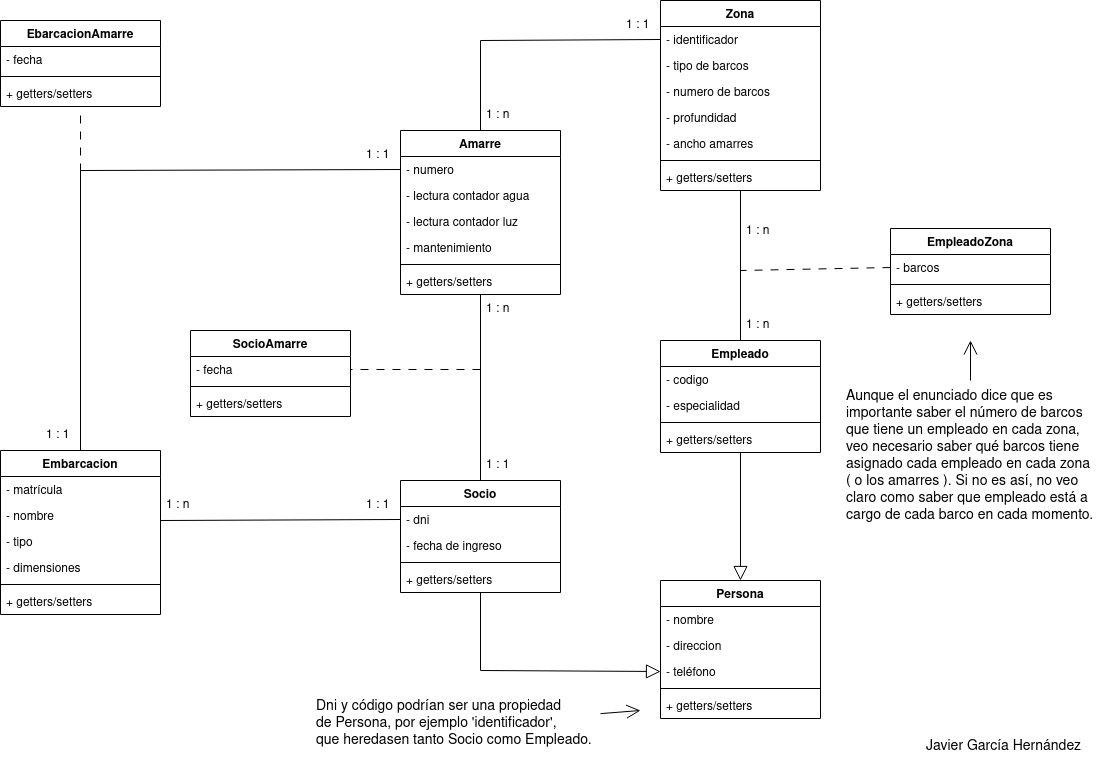 EbarcacionAmarre
- fecha
+ getters/setters
1 : 1
Zona
- identificador
- tipo de barcos
- numero de barcos
- profundidad
- ancho amarres
+ getters/setters
1 : n
1 : 1
Amarre
- numero
- lectura contador agua
- lectura contador luz
- mantenimiento
+ getters/setters
1 : n
1 : n
EmpleadoZona
- barcos
+ getters/setters
1 : n
SocioAmarre
- fecha
+ getters/setters
Empleado
- codigo
- especialidad
+ getters/setters
Aunque el enunciado dice que es
importante saber el número de barcos
que tiene un empleado en cada zona,
veo necesario saber qué barcos tiene
asignado cada empleado en cada zona
( o los amarres ). Si no es así, no veo
claro como saber que empleado está a
cargo de cada barco en cada momento.
1 : 1
Embarcacion
- matrícula
- nombre
- tipo
- dimensiones
+ getters/setters
1 : n
1 : 1
1 : 1
Socio
- dni
- fecha de ingreso
+ getters/setters
Persona
- nombre
- direccion
- teléfono
+ getters/setters
Dni y código podrían ser una propiedad
de Persona, por ejemplo 'identificador',
que heredasen tanto Socio como Empleado.
Javier García Hernández